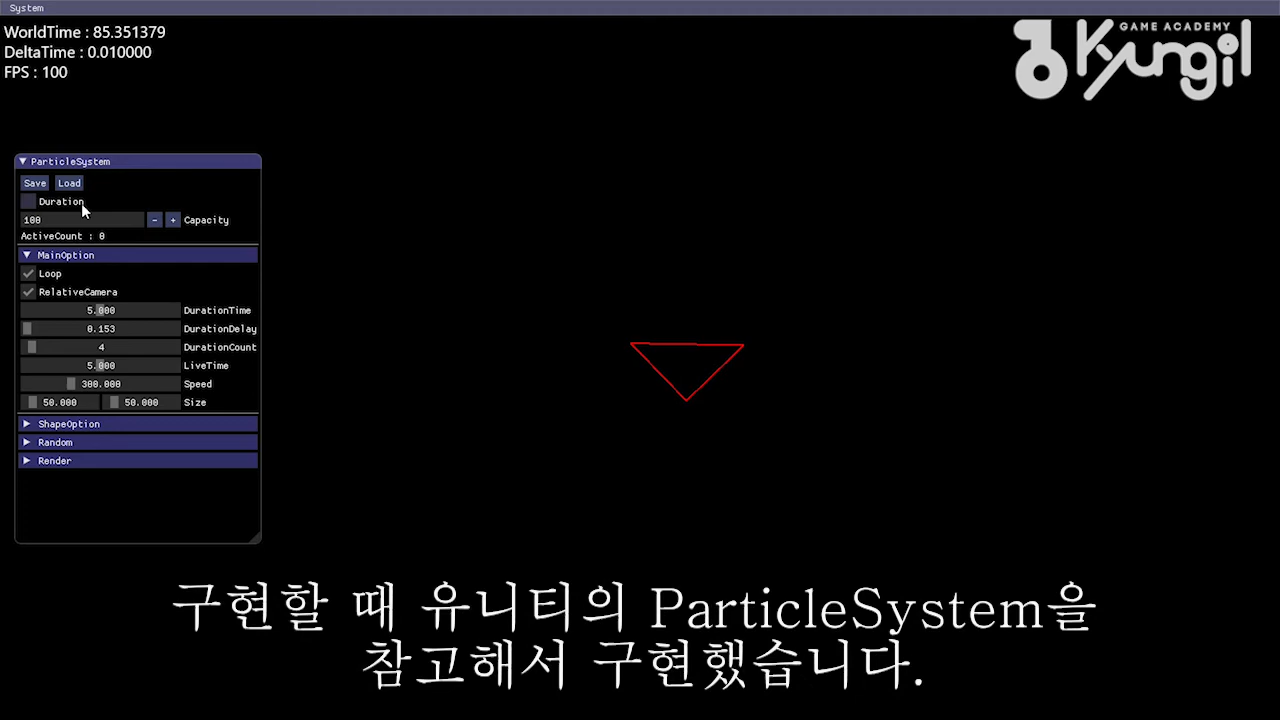 System
WorldTime : 85.351379
DeltaTime : 0.010000
FPS : 100
GAME ACADEMY
Kyungil
ParticleSystem
Save Load
Duration
100 - + Capacity
ActiveCount : 0
MainOption
Loop
RelativeCamera
5.000 DurationTime
0.153 DurationDelay
4 DurationCount
5.000 LiveTime
300.000 Speed
50.000 50.000 Size
ShapeOption
Random
Render
구현할 때 유니티의 ParticleSystem을
참고해서 구현했습니다.